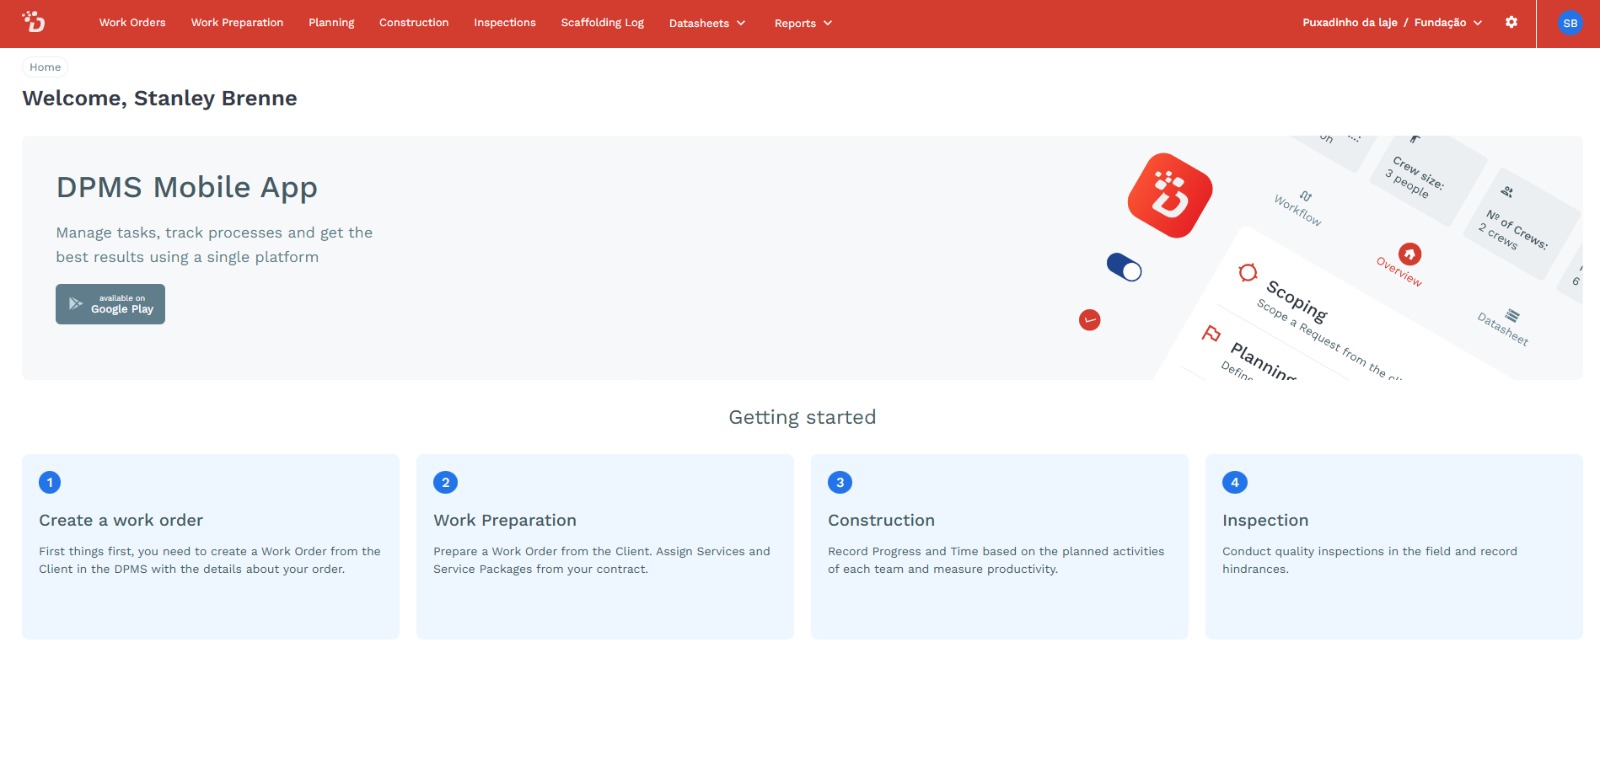 Work Orders Work Preparation Planning Construction Inspections Scaffolding Log Datasheets Reports Puxadinho da laje / Fundação SB
Home
Welcome, Stanley Brenne
DPMS Mobile App
Manage tasks, track processes and get the
best results using a single platform
available on
Google Play
Crew size:
3 people
Nº of Crews:
2 crews
6
Workflow
Overview
Datasheet
Scoping
Scope a Request from the
Planning
Getting started
1
Create a work order
First things first, you need to create a Work Order from the
Client in the DPMS with the details about your order.
2
Work Preparation
Prepare a Work Order from the Client. Assign Services and
Service Packages from your contract.
3
Construction
Record Progress and Time based on the planned activities
of each team and measure productivity.
4
Inspection
Conduct quality inspections in the field and record
hindrances.